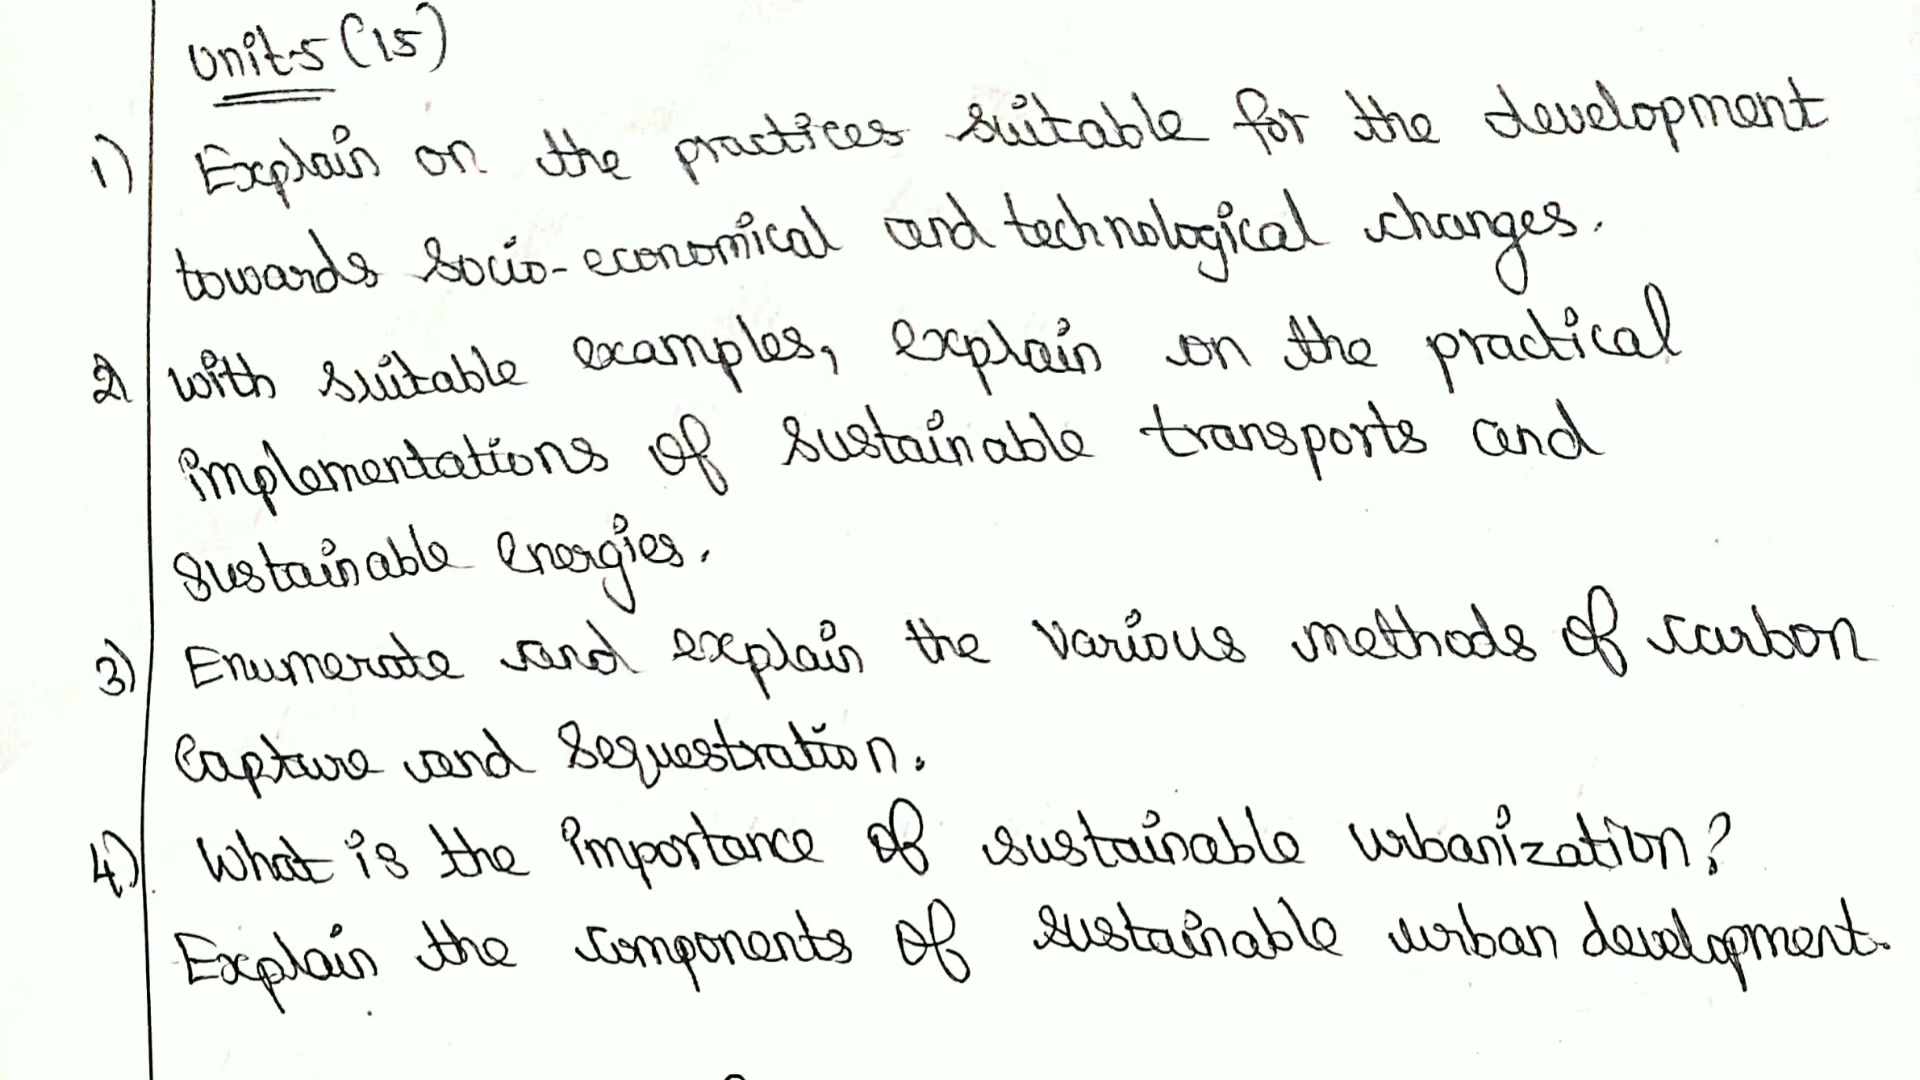 Unit-5 (15)
1) Explain on the practices suitable for the development
towards socio-economical and technological changes.
2) with suitable examples, explain on the practical
implementations of sustainable transports and
sustainable energies.
3) Enumerate and explain the various methods of carbon
Capture and Sequestration.
4) What is the importance of sustainable urbanization?
Explain the components of sustainable urban development.